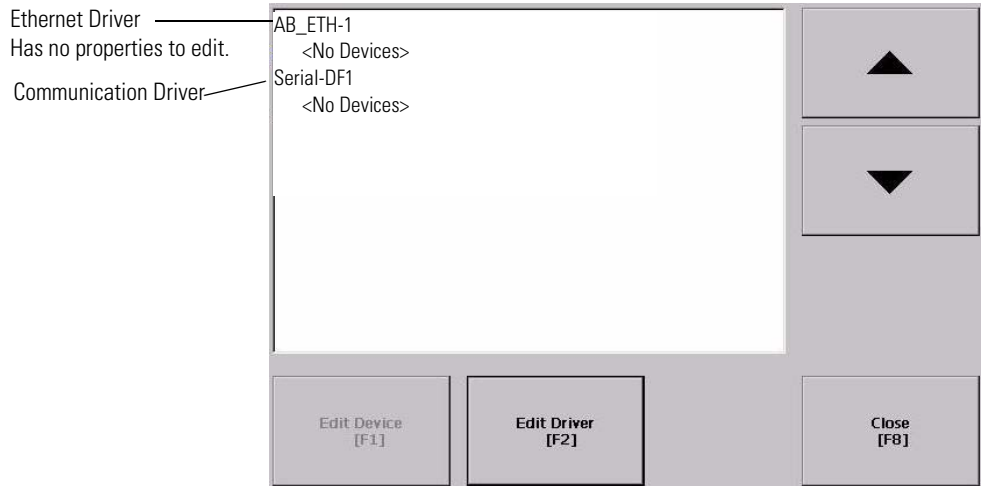 Ethernet Driver
Has no properties to edit.
Communication Driver
AB_ETH-1
<No Devices>
Serial-DF1
<No Devices>
Edit Device
[F1]
Edit Driver
[F2]
Close
[F8]